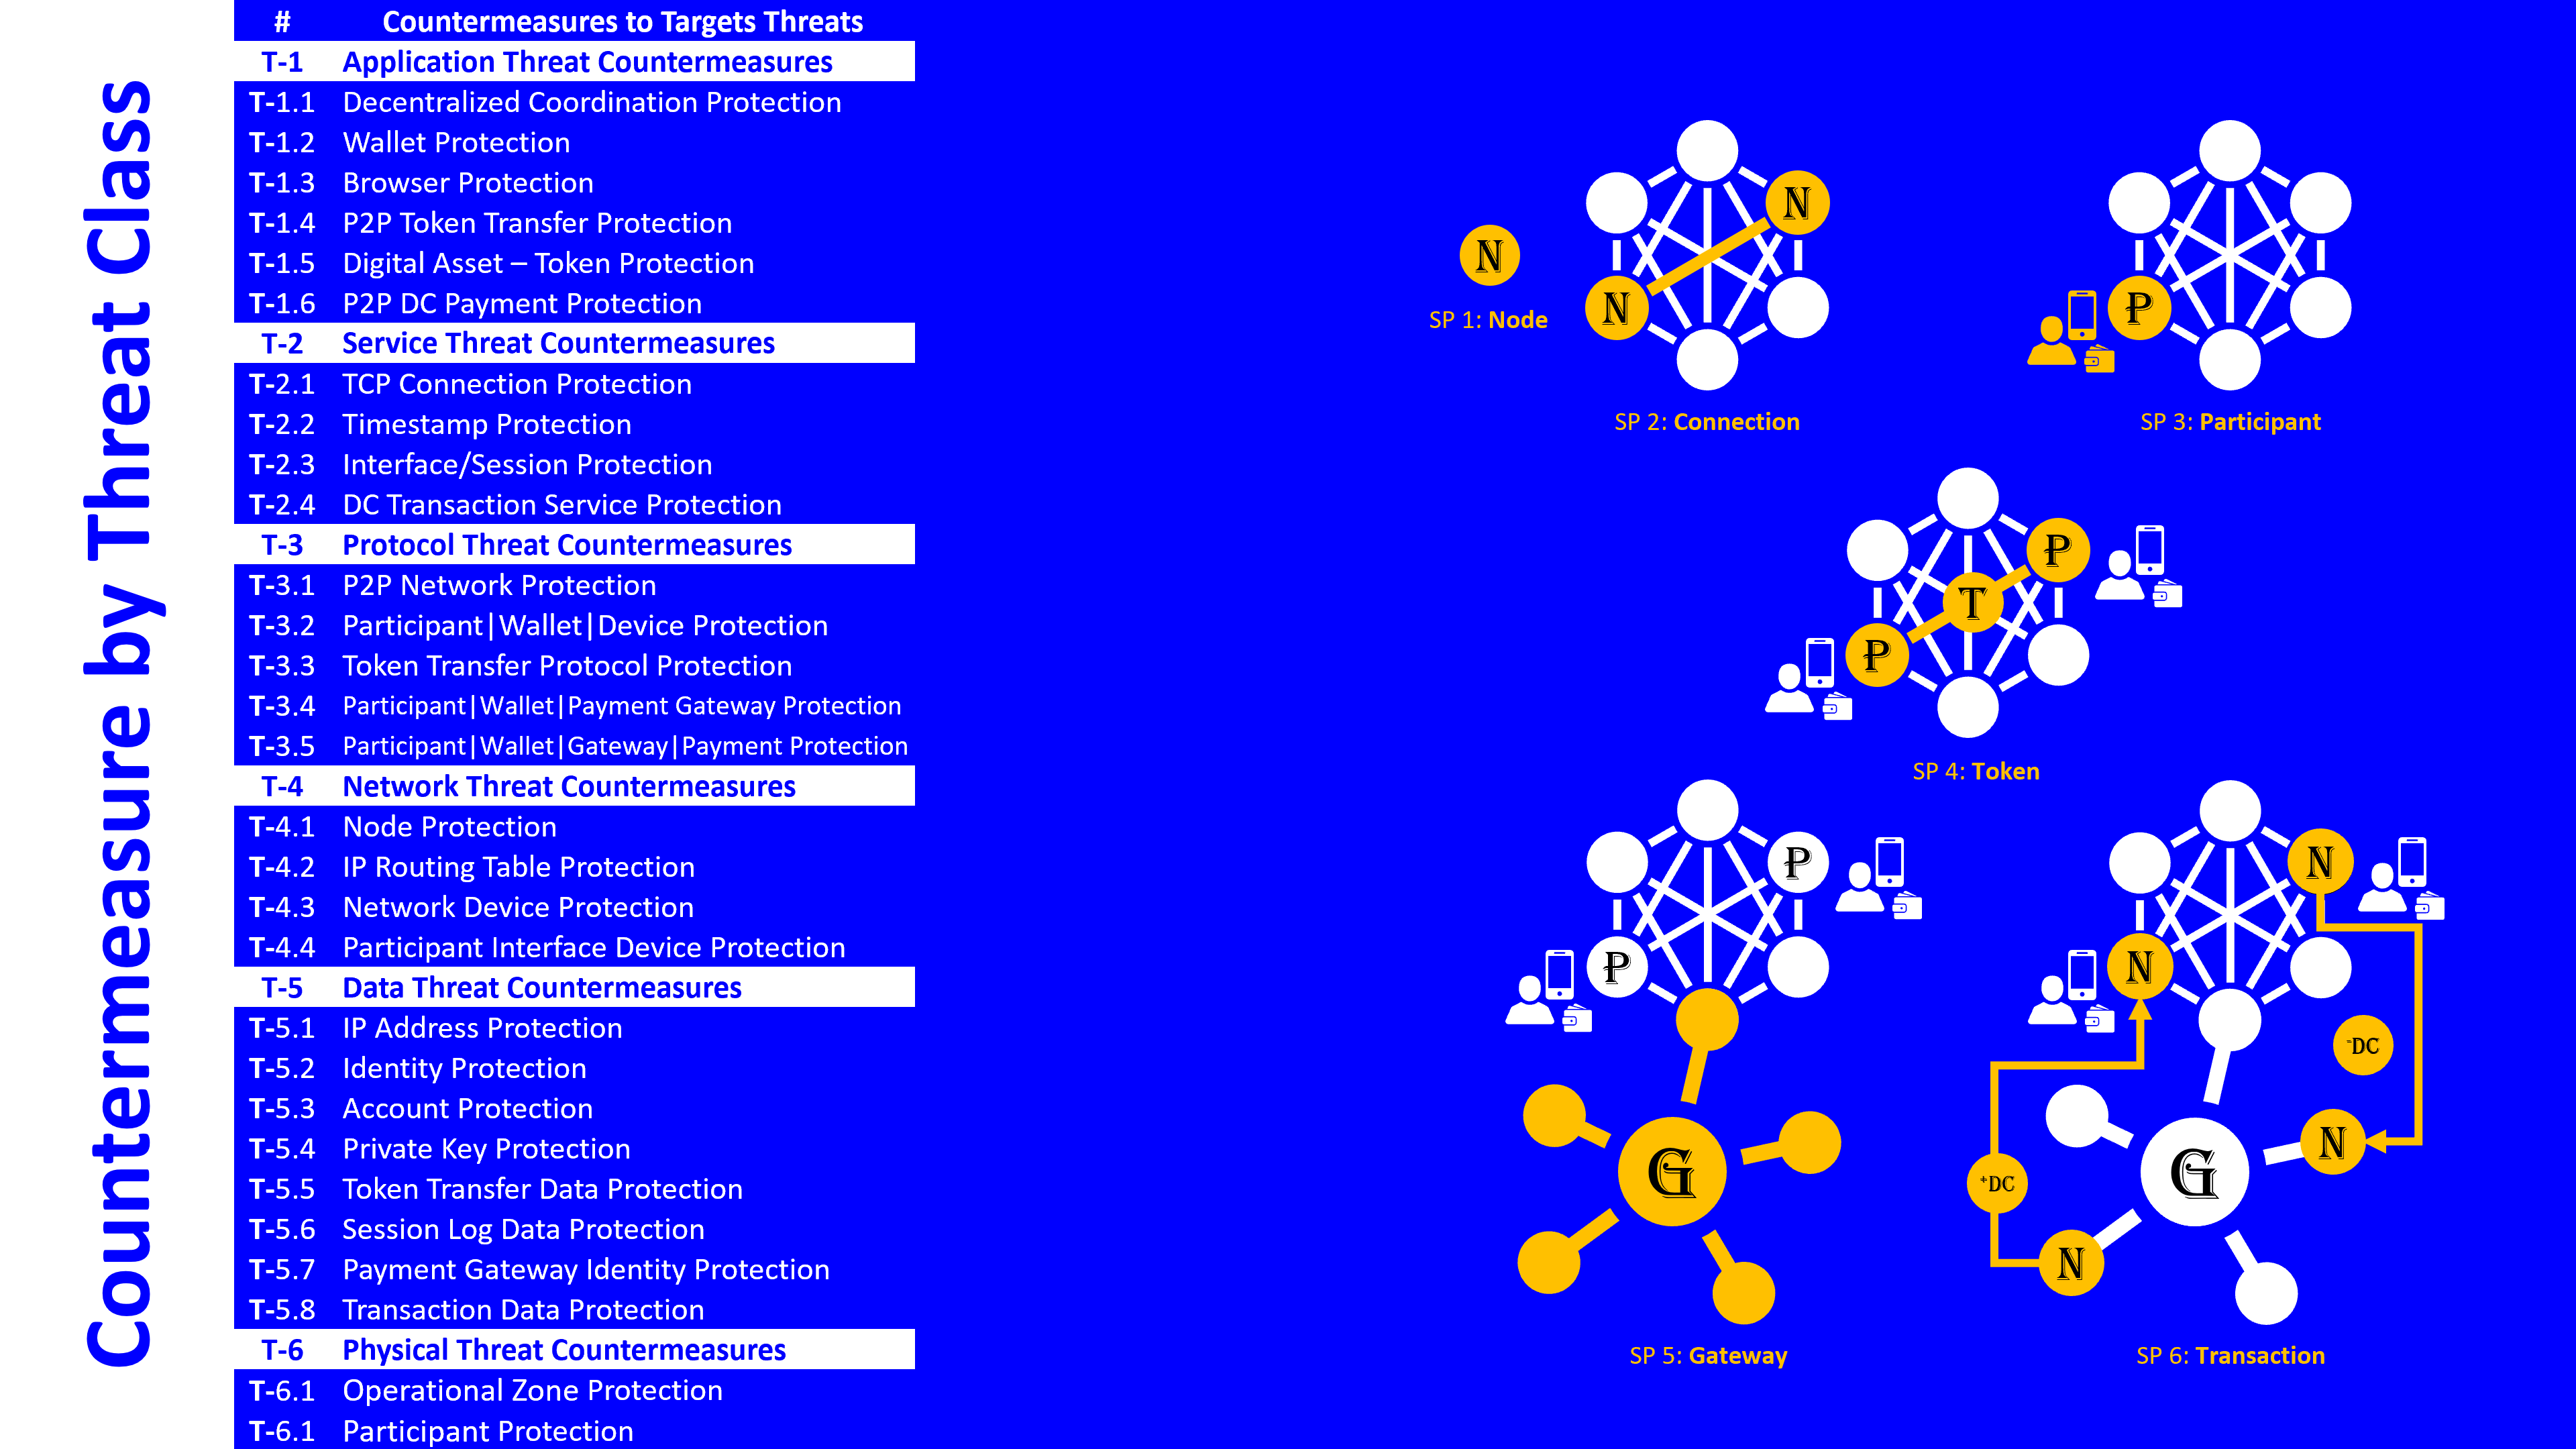 Countermeasure by Threat Class
# Countermeasures to Targets Threats
T-1 Application Threat Countermeasures
T-1.1 Decentralized Coordination Protection
T-1.2 Wallet Protection
T-1.3 Browser Protection
T-1.4 P2P Token Transfer Protection
T-1.5 Digital Asset – Token Protection
T-1.6 P2P DC Payment Protection
T-2 Service Threat Countermeasures
T-2.1 TCP Connection Protection
T-2.2 Timestamp Protection
T-2.3 Interface/Session Protection
T-2.4 DC Transaction Service Protection
T-3 Protocol Threat Countermeasures
T-3.1 P2P Network Protection
T-3.2 Participant|Wallet|Device Protection
T-3.3 Token Transfer Protocol Protection
T-3.4 Participant|Wallet|Payment Gateway Protection
T-3.5 Participant|Wallet|Gateway|Payment Protection
T-4 Network Threat Countermeasures
T-4.1 Node Protection
T-4.2 IP Routing Table Protection
T-4.3 Network Device Protection
T-4.4 Participant Interface Device Protection
T-5 Data Threat Countermeasures
T-5.1 IP Address Protection
T-5.2 Identity Protection
T-5.3 Account Protection
T-5.4 Private Key Protection
T-5.5 Token Transfer Data Protection
T-5.6 Session Log Data Protection
T-5.7 Payment Gateway Identity Protection
T-5.8 Transaction Data Protection
T-6 Physical Threat Countermeasures
T-6.1 Operational Zone Protection
T-6.1 Participant Protection
N
SP 1: Node
N
N
SP 2: Connection
P
SP 3: Participant
P
T
P
SP 4: Token
P
P
G
SP 5: Gateway
N
N
-DC
N
G
+DC
N
SP 6: Transaction